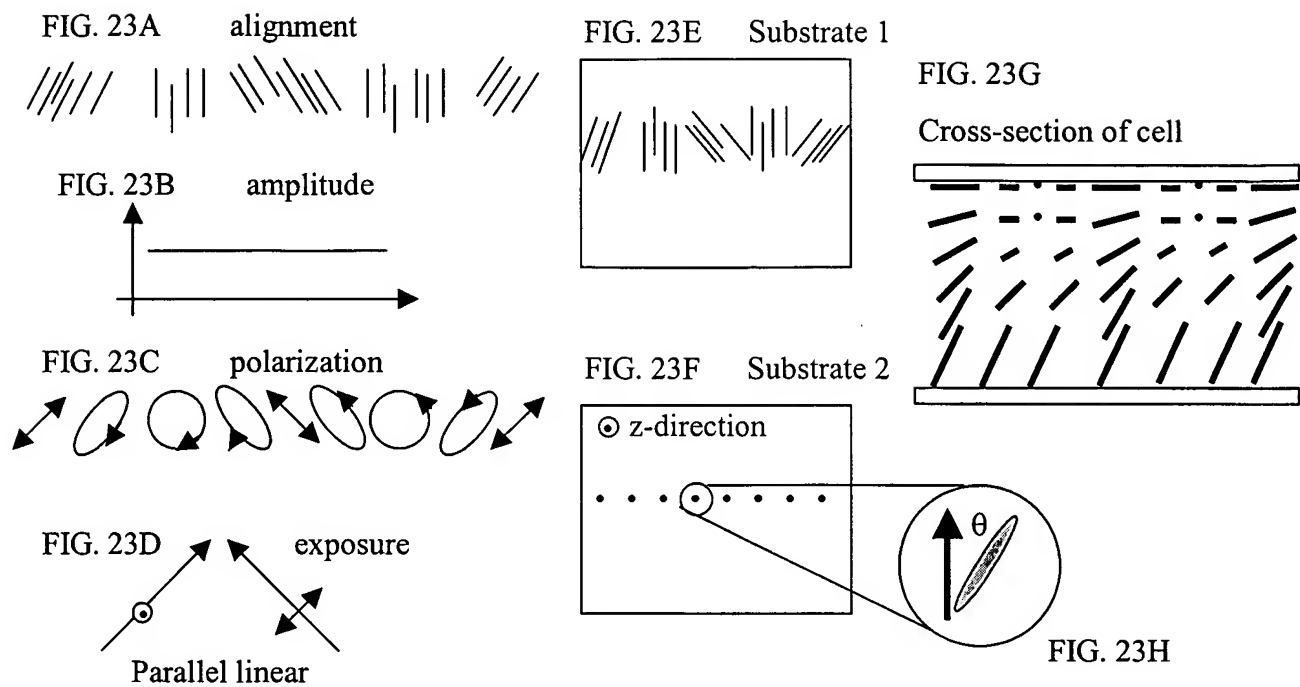 FIG. 23A alignment
FIG. 23B amplitude
FIG. 23C polarization
FIG. 23D exposure
Parallel linear
FIG. 23E Substrate 1
FIG. 23F Substrate 2
z-direction
θ
FIG. 23H
FIG. 23G
Cross-section of cell